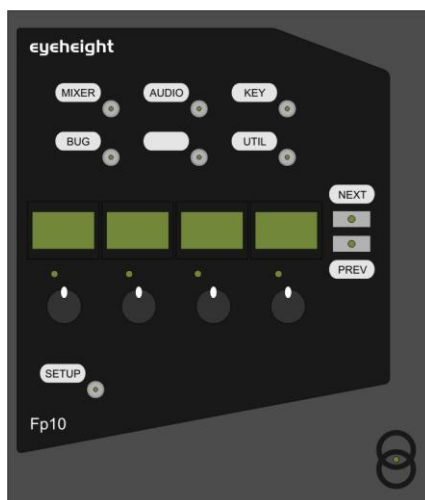 eyeheight
MIXER AUDIO KEY
BUG UTIL
NEXT
PREV
SETUP
Fp10